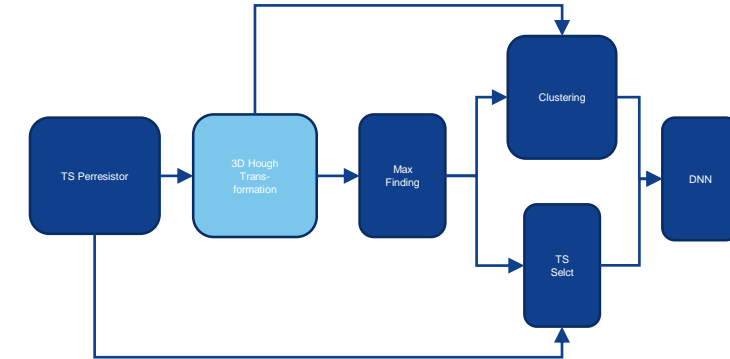 TS Perresistor
3D Hough
Trans-
formation
Max
Finding
Clustering
TS
Selct
DNN